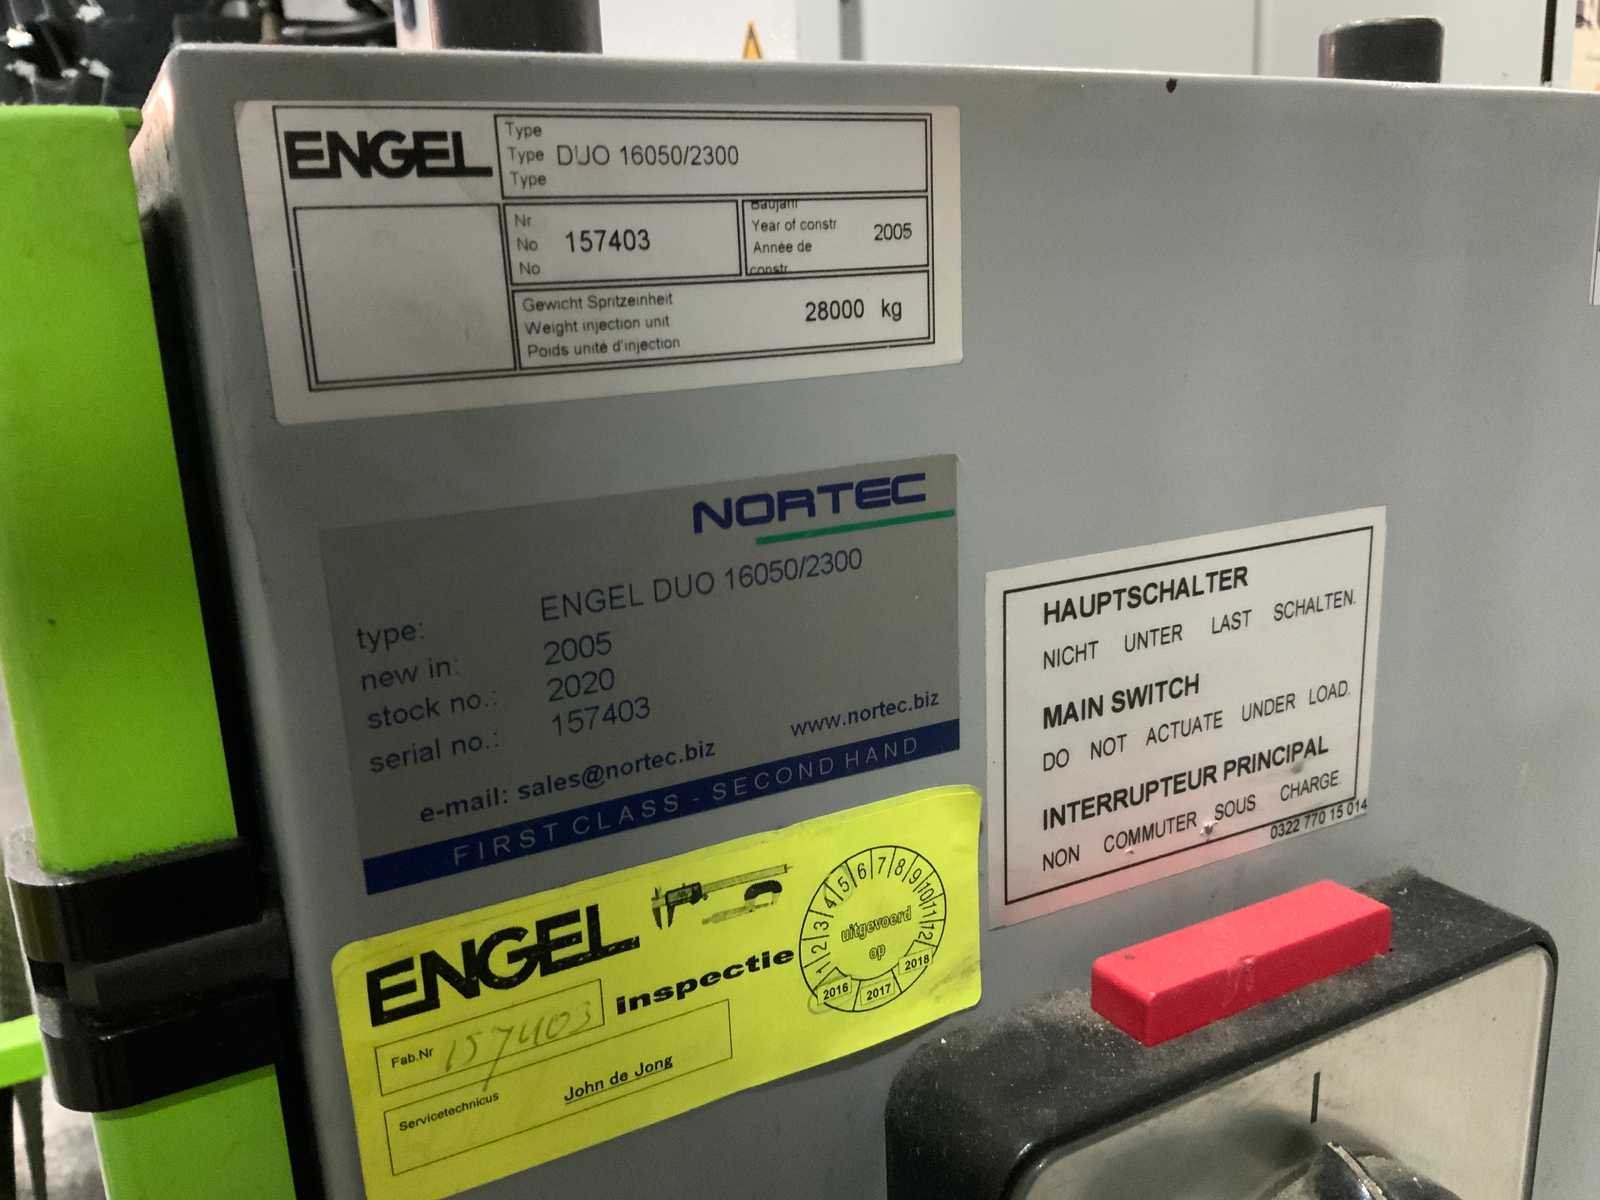 ENGEL
Type
Type DUO 16050/2300
Type
Nr
No 157403
No
Baujahr
Year of constr 2005
Année de
constr
Gewicht Spritzeinheit
Weight injection unit 28000 kg
Poids unité d'injection
NORTEC
type: ENGEL DUO 16050/2300
new in: 2005
stock no.: 2020
serial no.: 157403
e-mail: sales@nortec.biz www.nortec.biz
FIRST CLASS - SECOND HAND
HAUPTSCHALTER
NICHT UNTER LAST SCHALTEN.
MAIN SWITCH
DO NOT ACTUATE UNDER LOAD.
INTERRUPTEUR PRINCIPAL
NON COMMUTER SOUS CHARGE
0322 770 15 014
ENGEL
inspectie
1 2 3 4 5 6 7 8 9 10 11 12
uitgevoerd
op
2016 2017 2018
Fab.Nr 157403
Servicetechnicus John de Jong